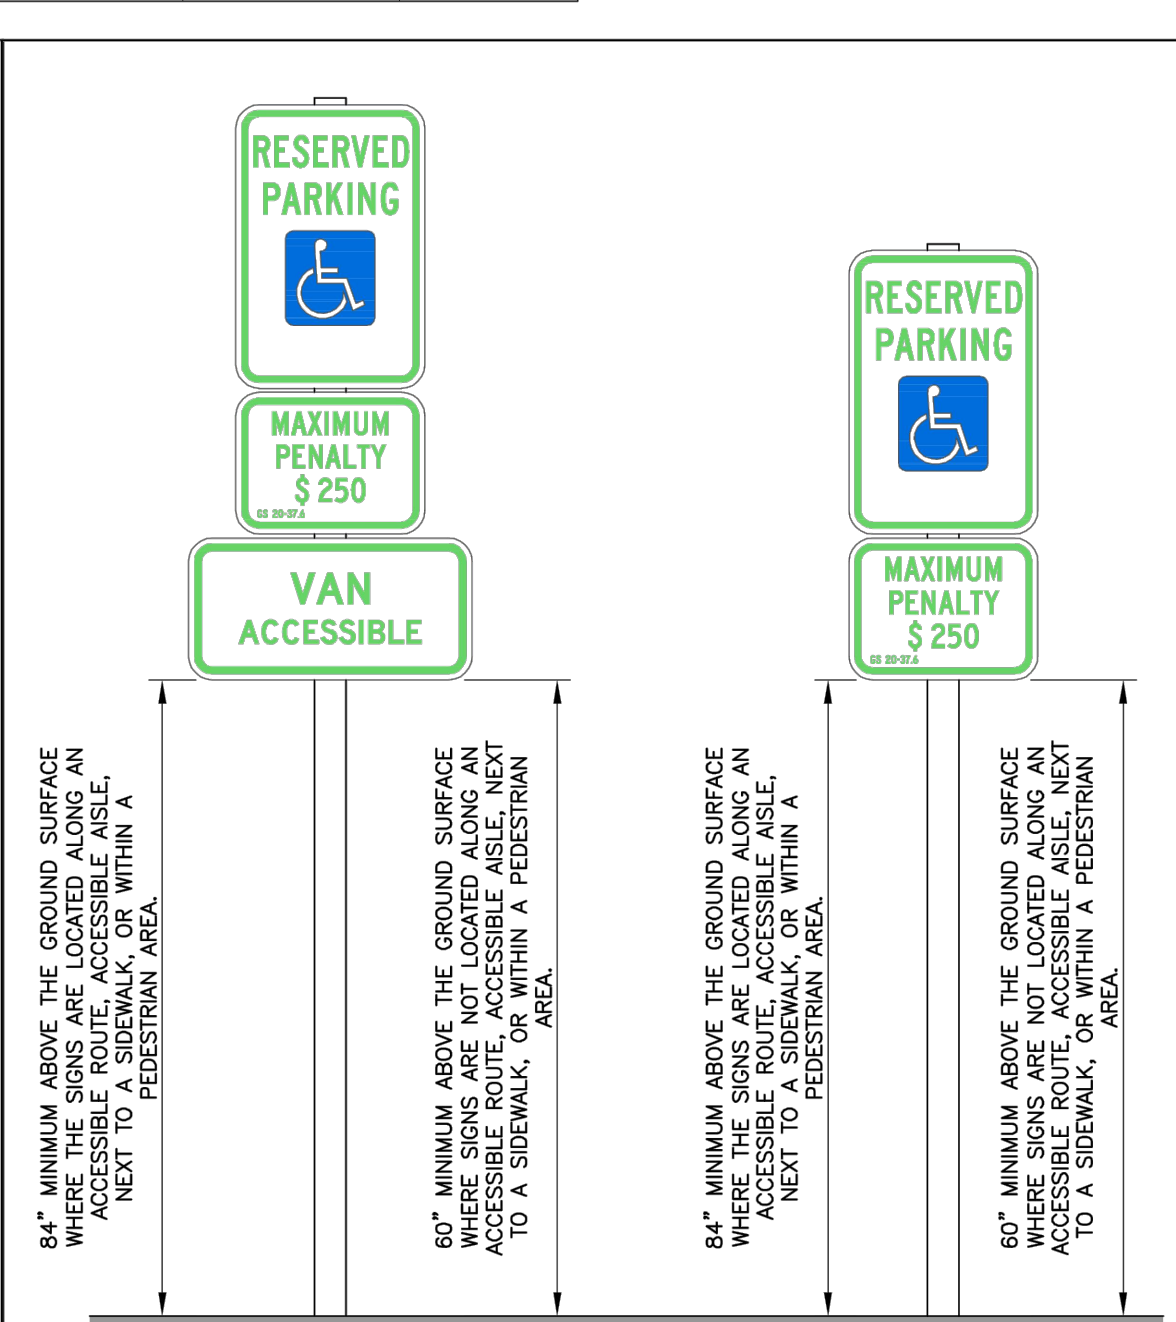 RESERVED
PARKING
MAXIMUM
PENALTY
$ 250
GS 20-37.6
VAN
ACCESSIBLE
RESERVED
PARKING
MAXIMUM
PENALTY
$ 250
GS 20-37.6
84" MINIMUM ABOVE THE GROUND SURFACE
WHERE THE SIGNS ARE LOCATED ALONG AN
ACCESSIBLE ROUTE, ACCESSIBLE AISLE,
NEXT TO A SIDEWALK, OR WITHIN A
PEDESTRIAN AREA.
60" MINIMUM ABOVE THE GROUND SURFACE
WHERE SIGNS ARE NOT LOCATED ALONG AN
ACCESSIBLE ROUTE, ACCESSIBLE AISLE, NEXT
TO A SIDEWALK, OR WITHIN A PEDESTRIAN
AREA.
84" MINIMUM ABOVE THE GROUND SURFACE
WHERE THE SIGNS ARE LOCATED ALONG AN
ACCESSIBLE ROUTE, ACCESSIBLE AISLE,
NEXT TO A SIDEWALK, OR WITHIN A
PEDESTRIAN AREA.
60" MINIMUM ABOVE THE GROUND SURFACE
WHERE SIGNS ARE NOT LOCATED ALONG AN
ACCESSIBLE ROUTE, ACCESSIBLE AISLE, NEXT
TO A SIDEWALK, OR WITHIN A PEDESTRIAN
AREA.